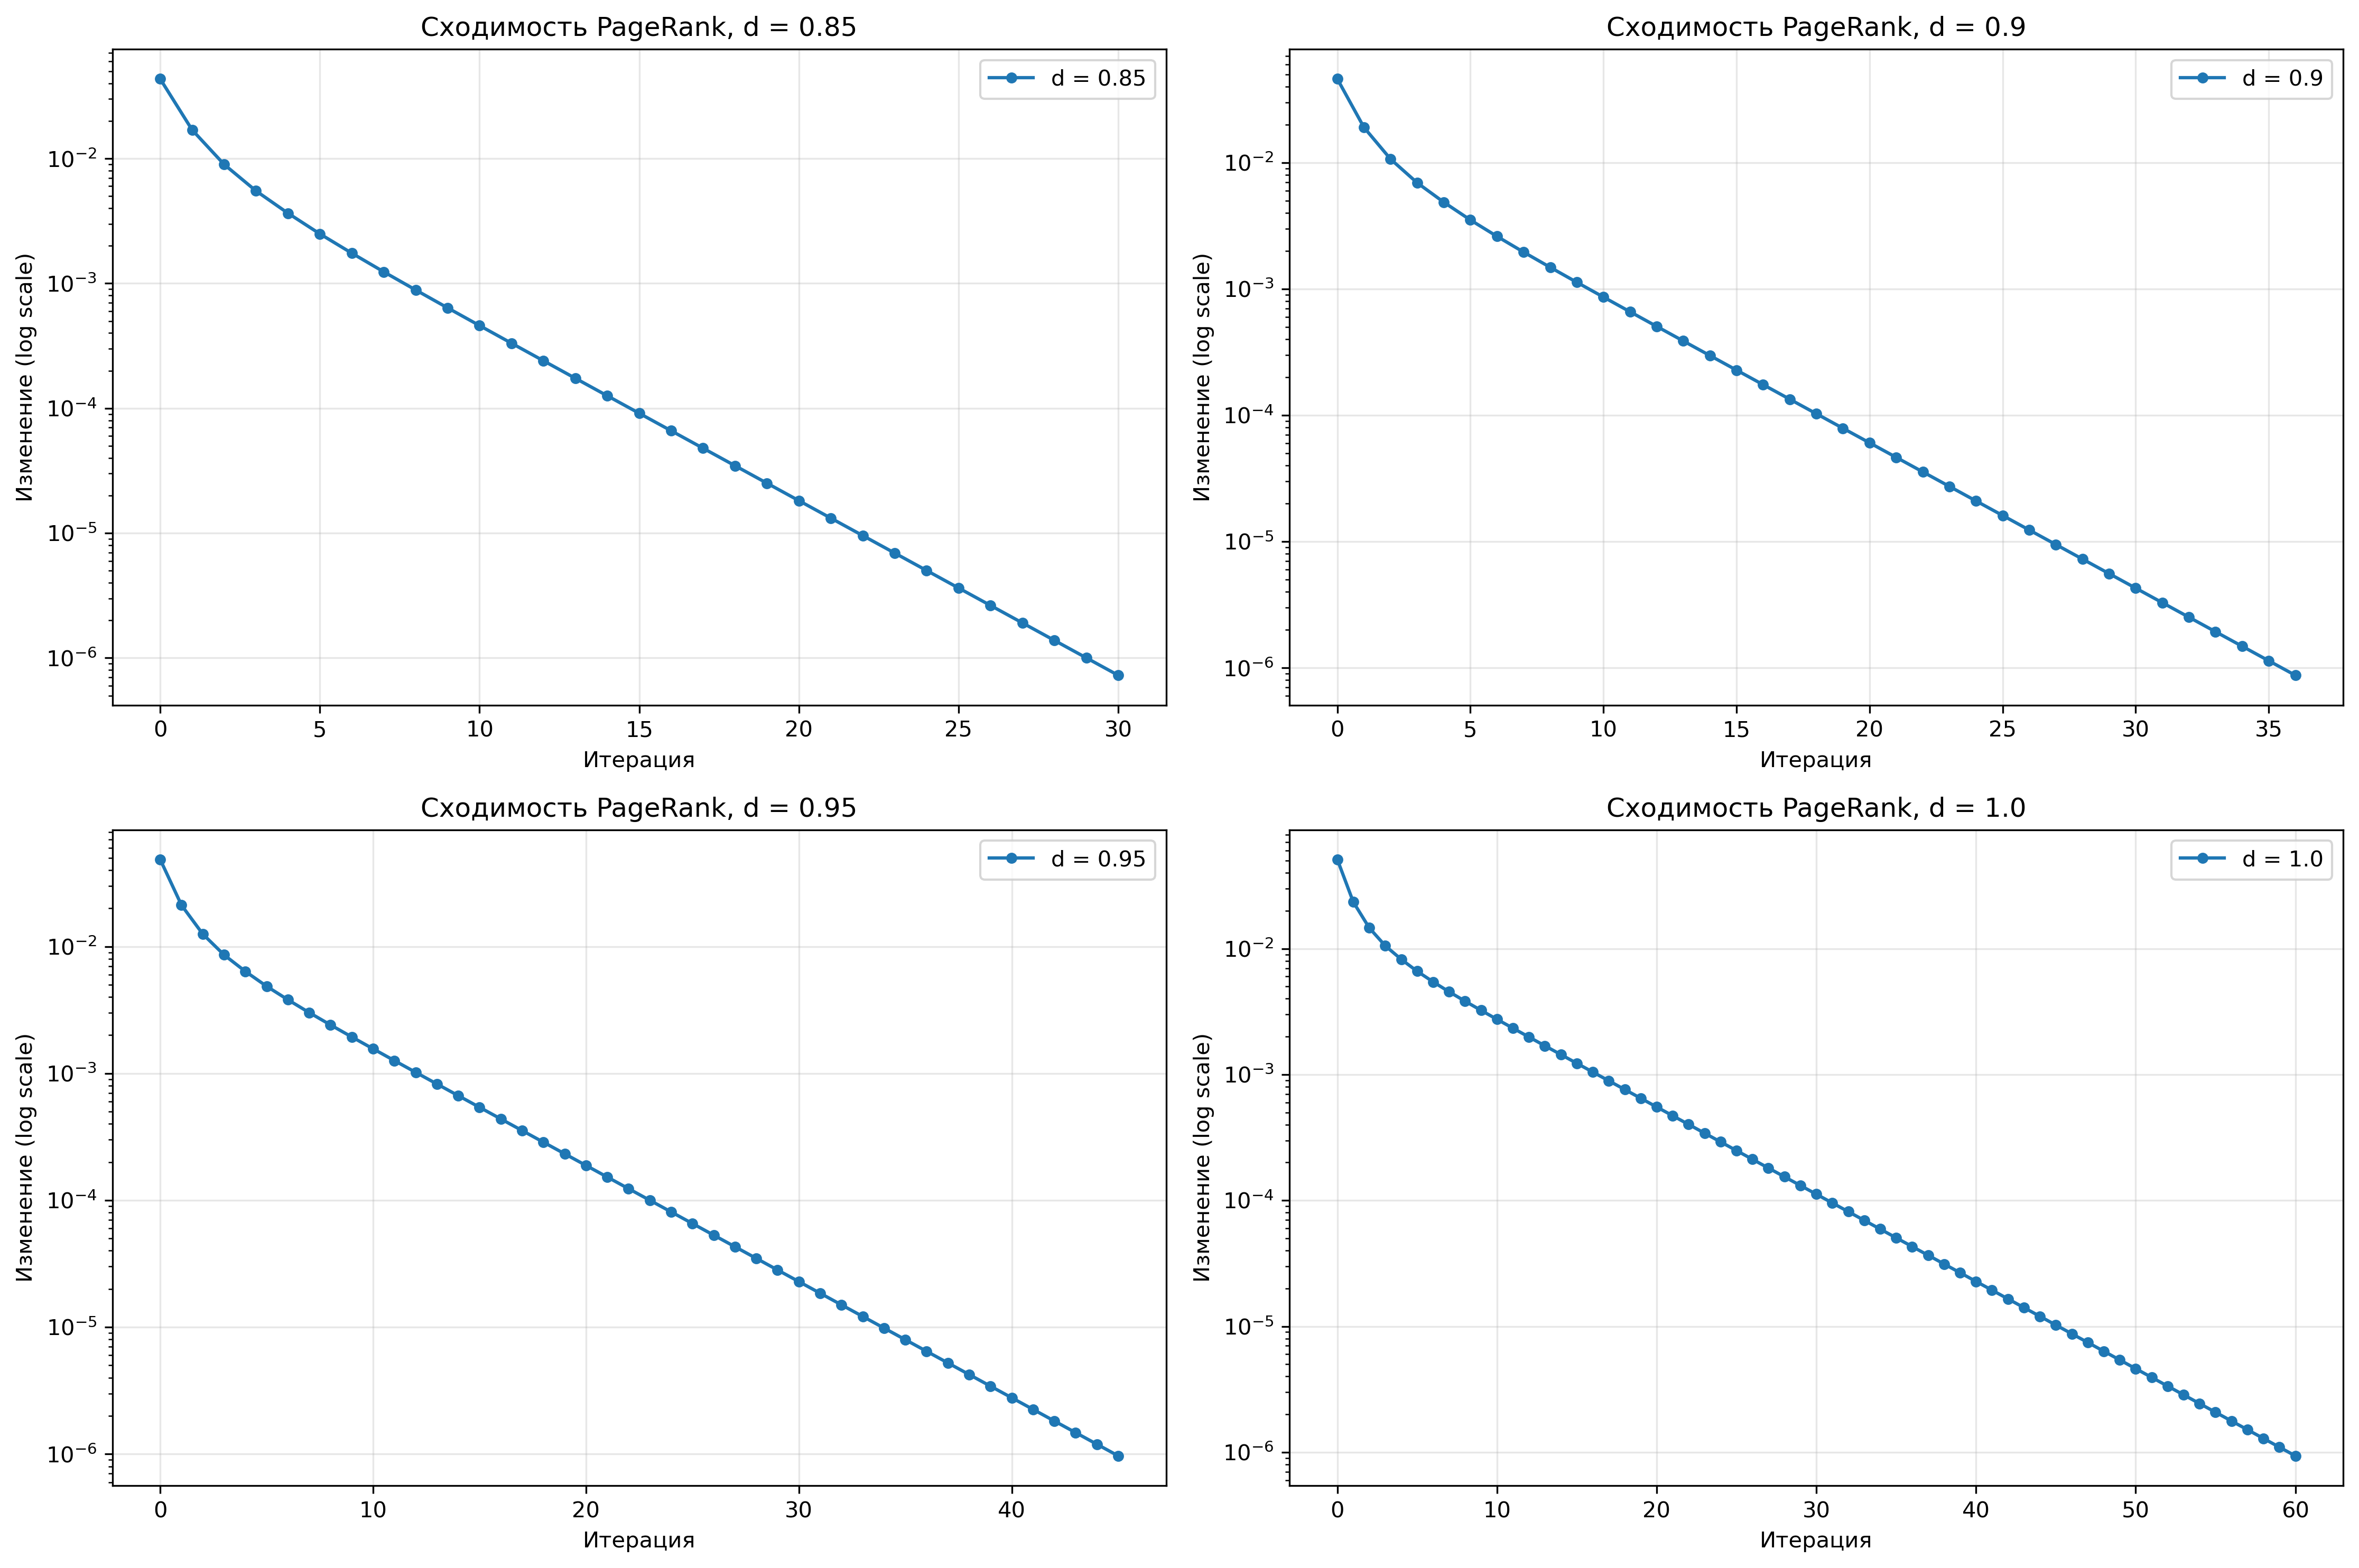 Сходимость PageRank, d = 0.85
d = 0.85
Изменение (log scale)
10⁻²
10⁻³
10⁻⁴
10⁻⁵
10⁻⁶
0 5 10 15 20 25 30
Итерация
Сходимость PageRank, d = 0.9
d = 0.9
Изменение (log scale)
10⁻²
10⁻³
10⁻⁴
10⁻⁵
10⁻⁶
0 5 10 15 20 25 30 35
Итерация
Сходимость PageRank, d = 0.95
d = 0.95
Изменение (log scale)
10⁻²
10⁻³
10⁻⁴
10⁻⁵
10⁻⁶
0 10 20 30 40
Итерация
Сходимость PageRank, d = 1.0
d = 1.0
Изменение (log scale)
10⁻²
10⁻³
10⁻⁴
10⁻⁵
10⁻⁶
0 10 20 30 40 50 60
Итерация